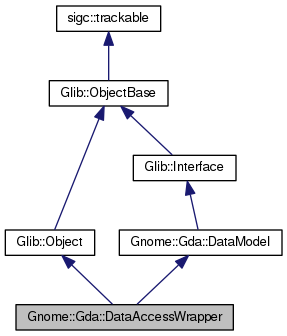 sigc::trackable
Glib::ObjectBase
Glib::Interface
Glib::Object
Gnome::Gda::DataModel
Gnome::Gda::DataAccessWrapper